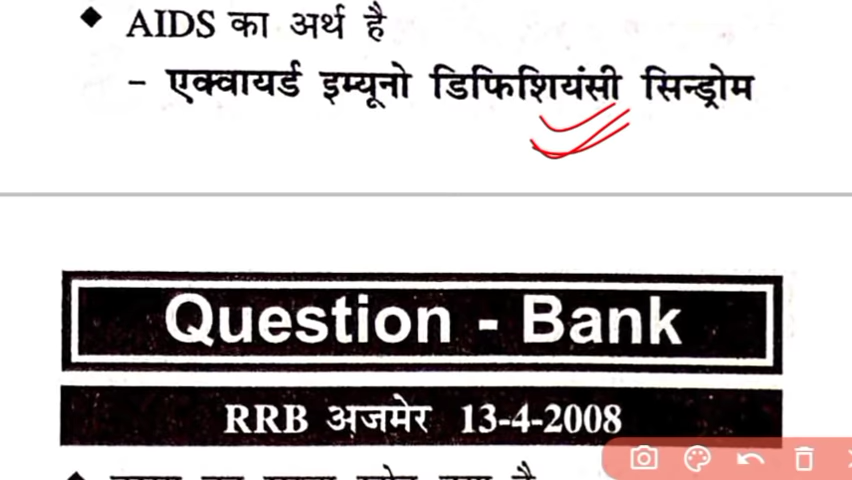 ◆ AIDS का अर्थ है
– एक्वायर्ड इम्यूनो डिफिशियंसी सिन्ड्रोम
Question - Bank
RRB अजमेर 13-4-2008